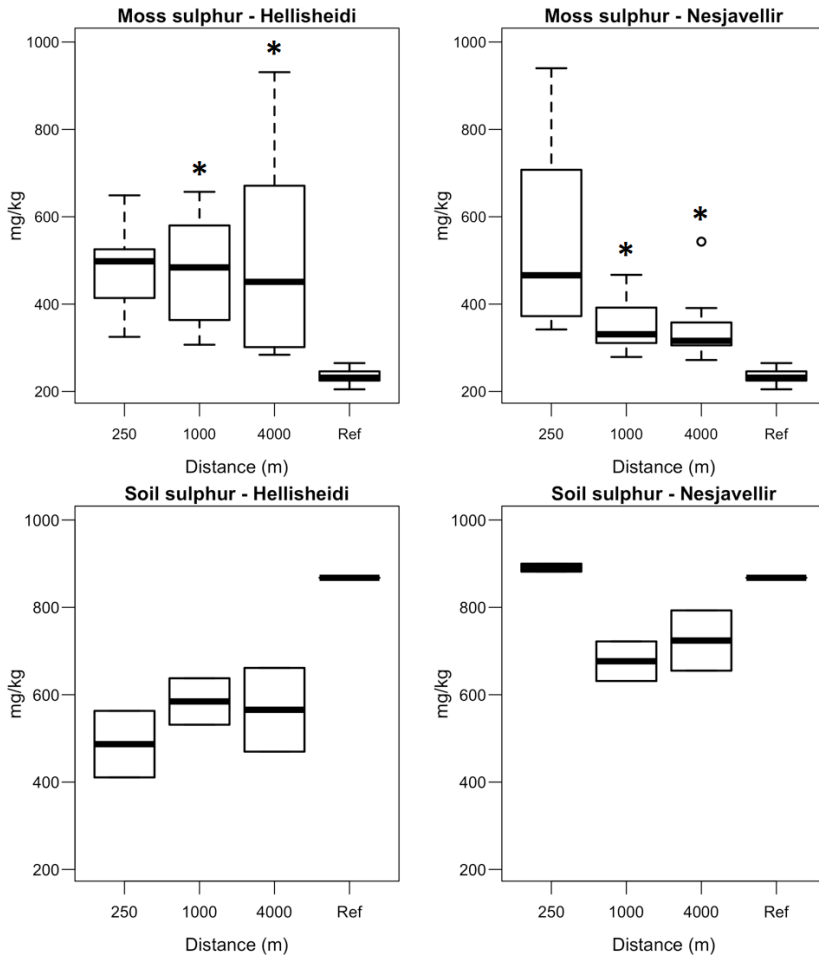 Moss sulphur - Hellisheidi
mg/kg
1000
800
600
400
200
*
*
250 1000 4000 Ref
Distance (m)
Moss sulphur - Nesjavellir
mg/kg
1000
800
600
400
200
*
*
250 1000 4000 Ref
Distance (m)
Soil sulphur - Hellisheidi
mg/kg
1000
800
600
400
200
250 1000 4000 Ref
Distance (m)
Soil sulphur - Nesjavellir
mg/kg
1000
800
600
400
200
250 1000 4000 Ref
Distance (m)